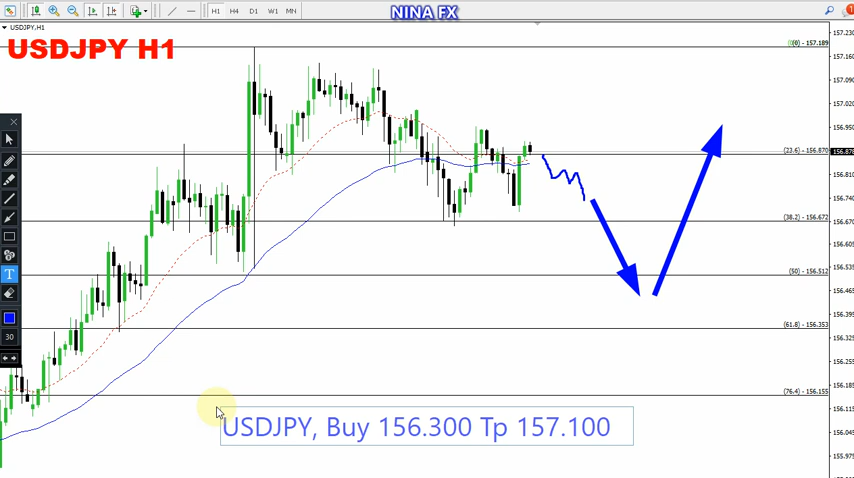 H1 H4 D1 W1 MN
NINA FX
USDJPY,H1
USDJPY H1
(0) - 157.189
(23.6) - 156.870
(38.2) - 156.672
(50) - 156.512
(61.8) - 156.353
(76.4) - 156.155
157.230
157.160
157.090
157.020
156.950
156.878
156.810
156.740
156.670
156.605
156.535
156.465
156.395
156.325
156.255
156.185
156.115
156.045
155.975
T
30
USDJPY, Buy 156.300 Tp 157.100